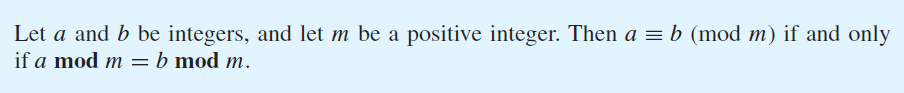 Let a and b be integers, and let m be a positive integer. Then a ≡ b (mod m) if and only
if a mod m = b mod m.